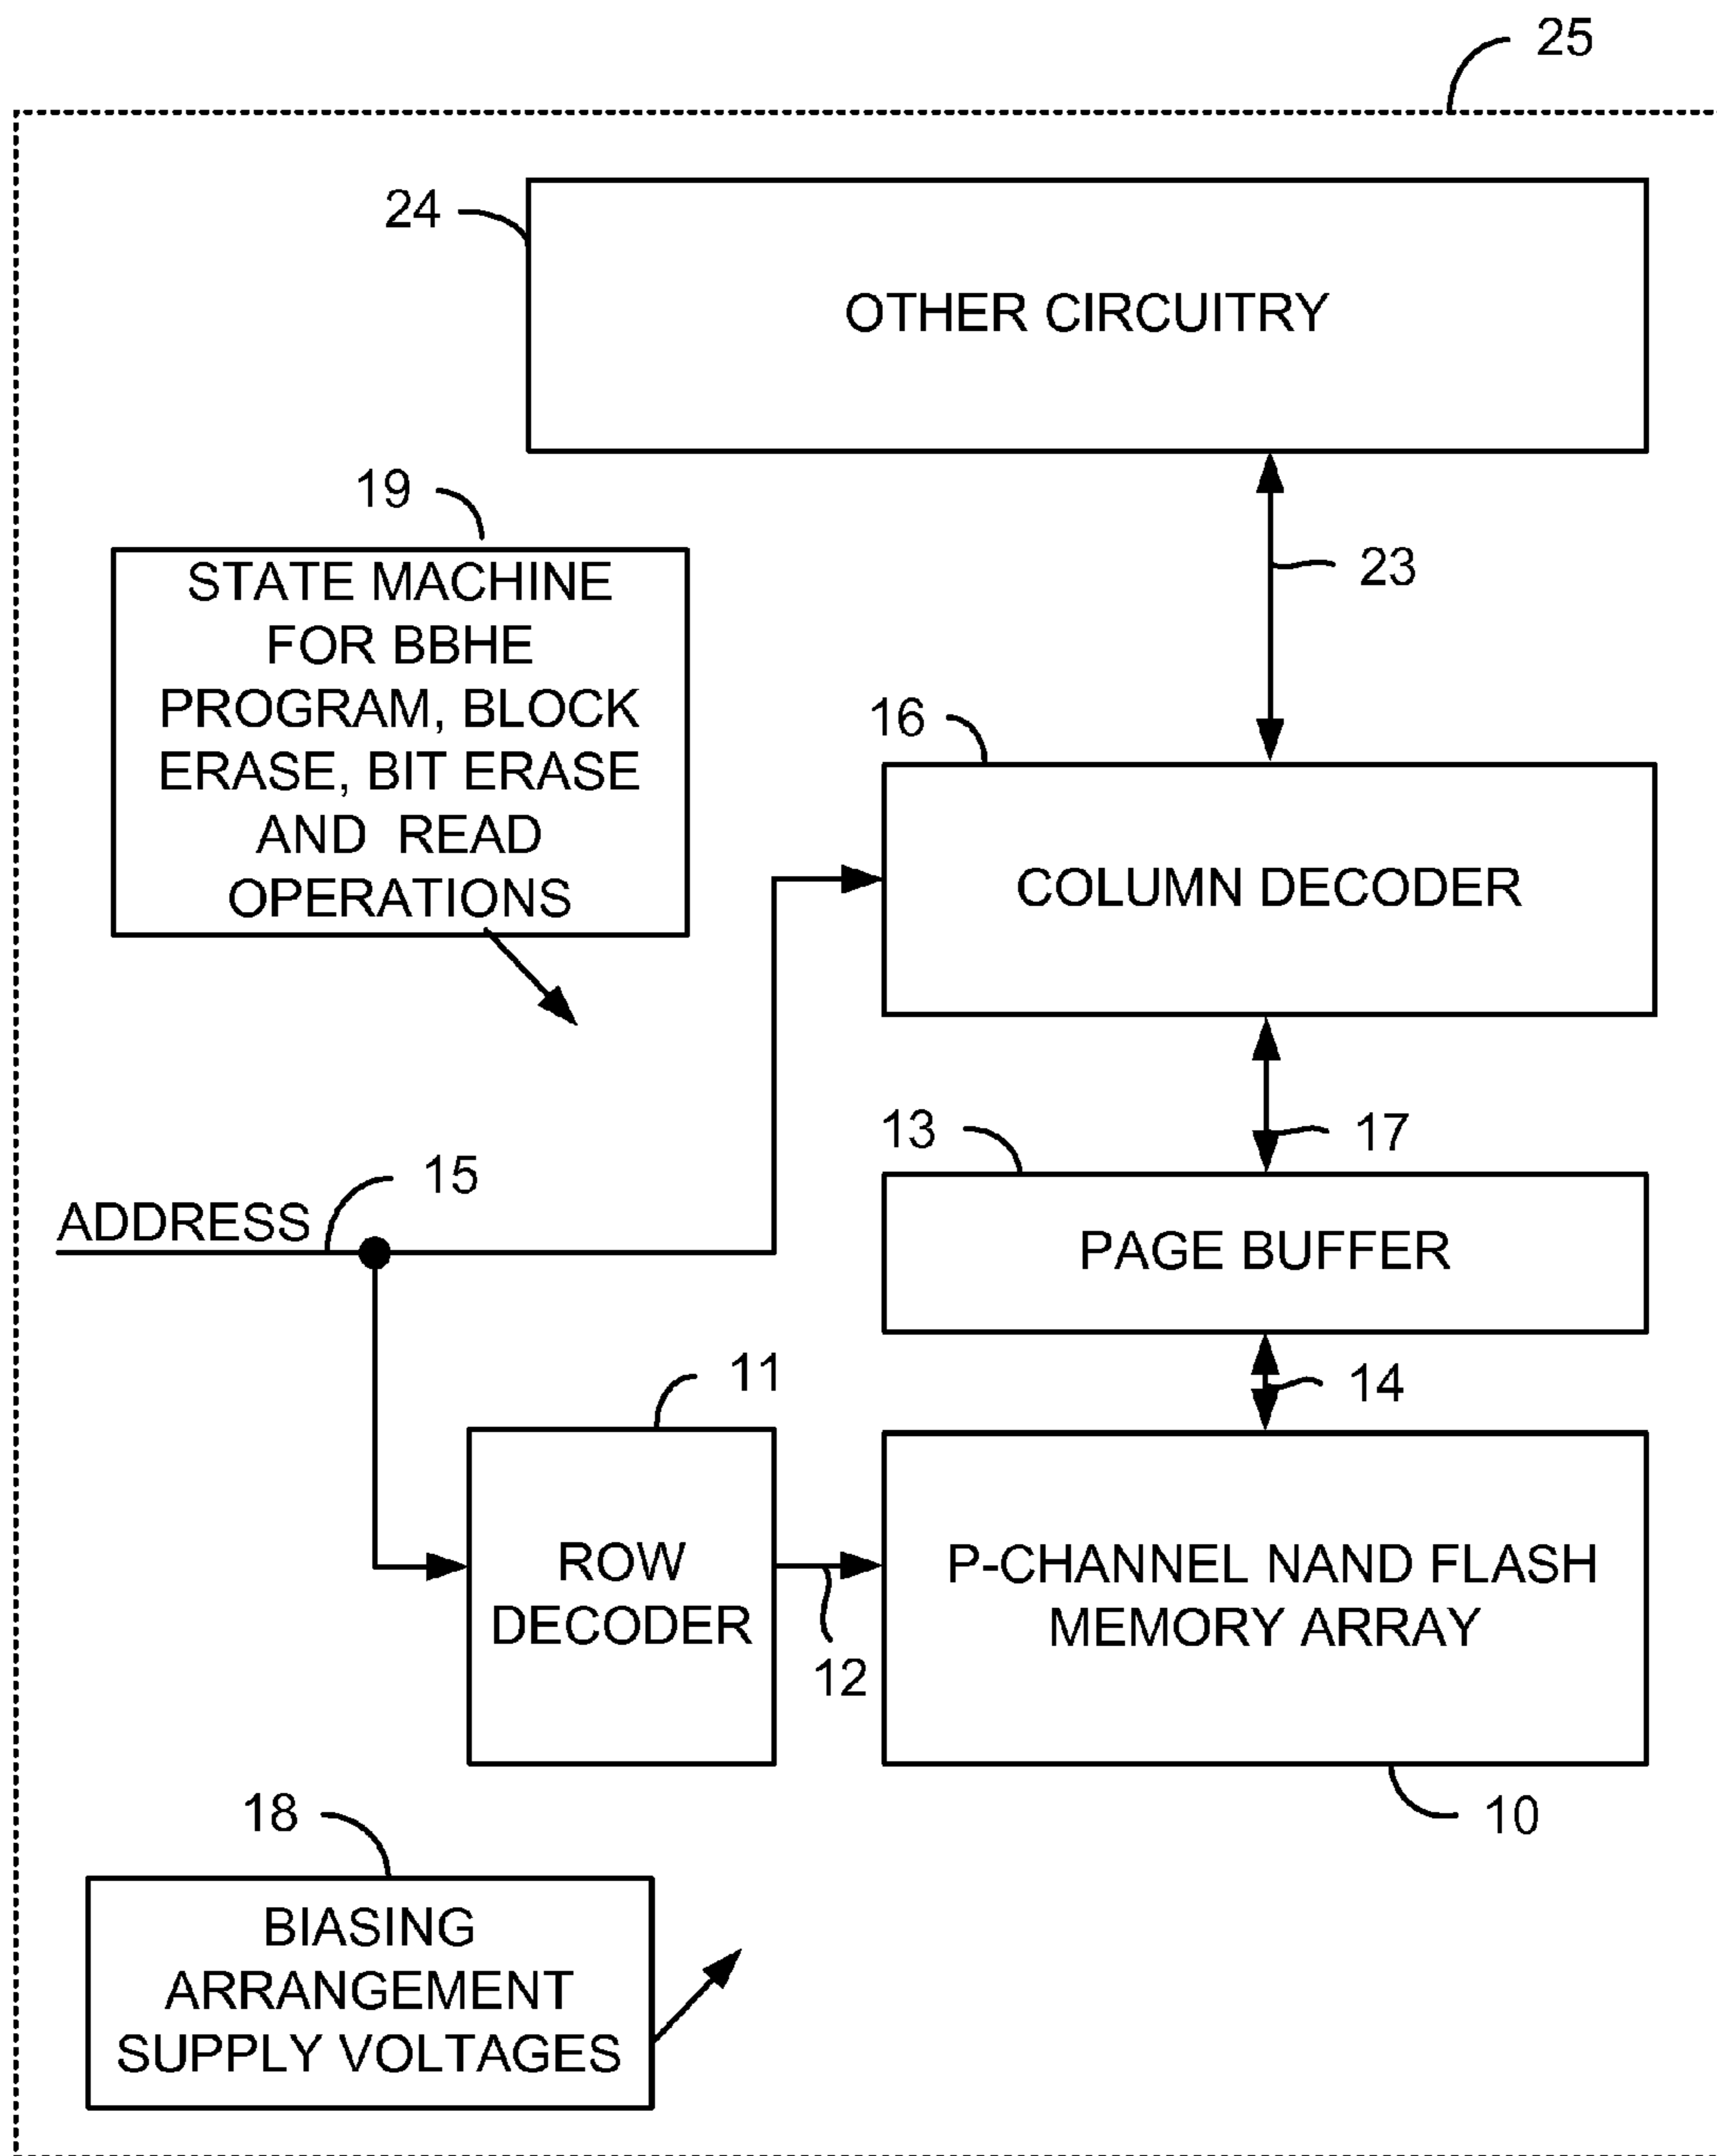 25
24
OTHER CIRCUITRY
19
STATE MACHINE
FOR BBHE
PROGRAM, BLOCK
ERASE, BIT ERASE
AND READ
OPERATIONS
23
16
COLUMN DECODER
17
13
15
ADDRESS
PAGE BUFFER
11
14
ROW
DECODER
12
P-CHANNEL NAND FLASH
MEMORY ARRAY
10
18
BIASING
ARRANGEMENT
SUPPLY VOLTAGES